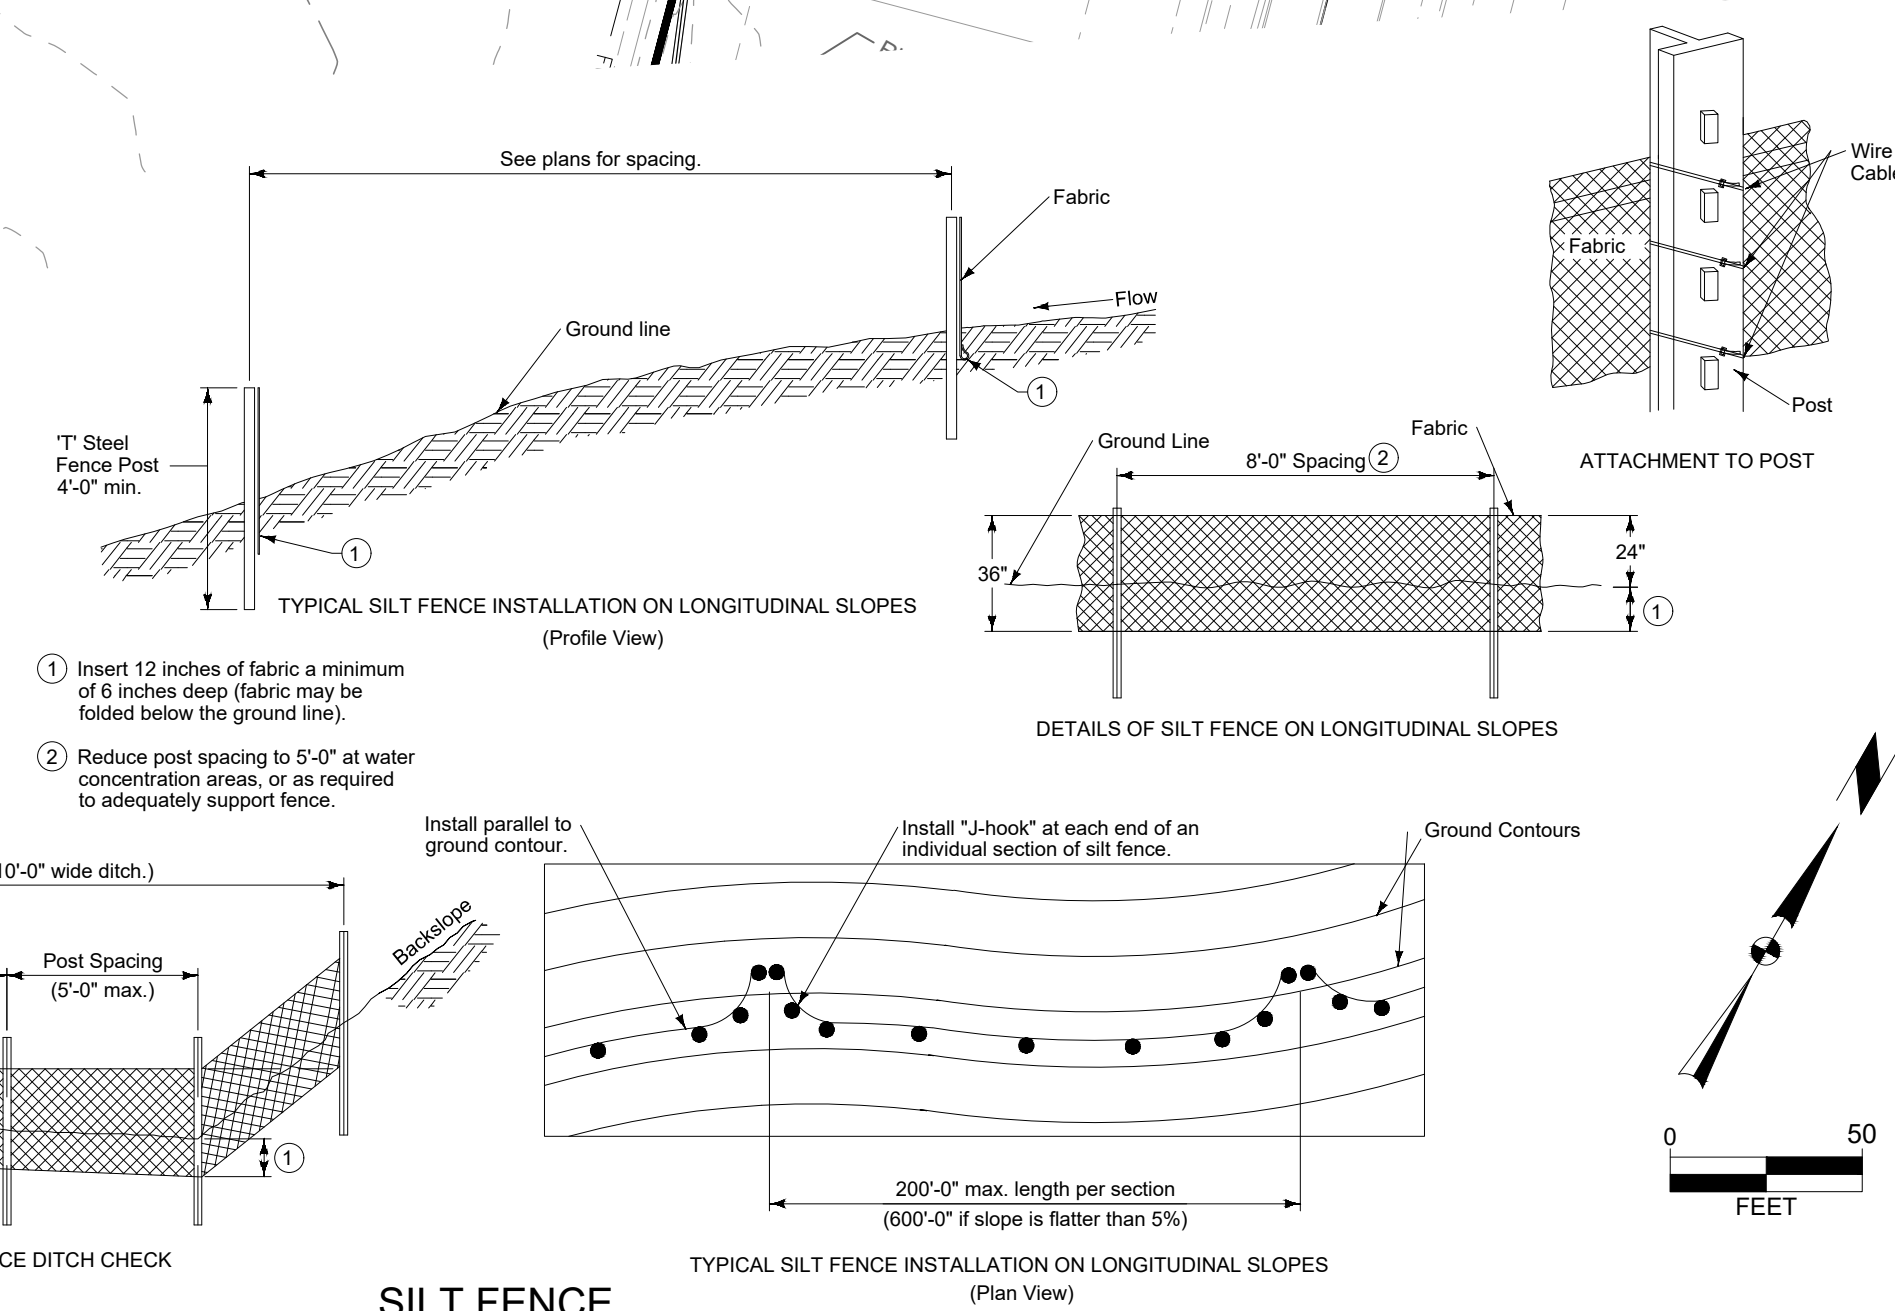 See plans for spacing.
Fabric
Flow
Ground line
1
'T' Steel
Fence Post
4'-0" min.
1
TYPICAL SILT FENCE INSTALLATION ON LONGITUDINAL SLOPES
(Profile View)
Wire
Cable
Fabric
Post
ATTACHMENT TO POST
Ground Line
Fabric
8'-0" Spacing 2
36"
24"
1
DETAILS OF SILT FENCE ON LONGITUDINAL SLOPES
1 Insert 12 inches of fabric a minimum
of 6 inches deep (fabric may be
folded below the ground line).
2 Reduce post spacing to 5'-0" at water
concentration areas, or as required
to adequately support fence.
10'-0" wide ditch.)
Backslope
Post Spacing
(5'-0" max.)
1
CE DITCH CHECK
Install parallel to
ground contour.
Install "J-hook" at each end of an
individual section of silt fence.
Ground Contours
200'-0" max. length per section
(600'-0" if slope is flatter than 5%)
TYPICAL SILT FENCE INSTALLATION ON LONGITUDINAL SLOPES
(Plan View)
0 50
FEET
SILT FENCE